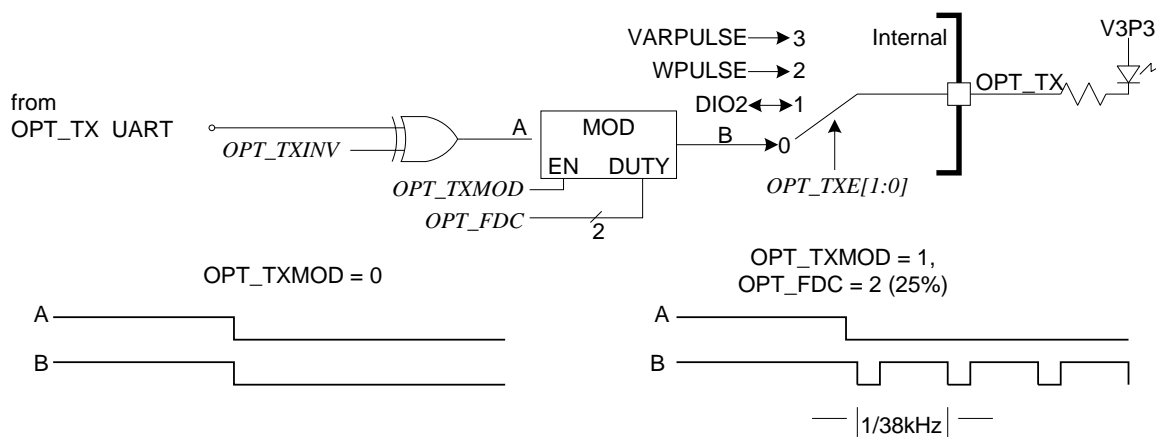 VARPULSE 3
Internal
V3P3
WPULSE 2
from
OPT_TX UART
DIO2 1
OPT_TX
A
MOD
B
0
OPT_TXINV
EN DUTY
OPT_TXMOD
OPT_TXE[1:0]
OPT_FDC
2
OPT_TXMOD = 0
OPT_TXMOD = 1,
OPT_FDC = 2 (25%)
A
B
A
B
1/38kHz